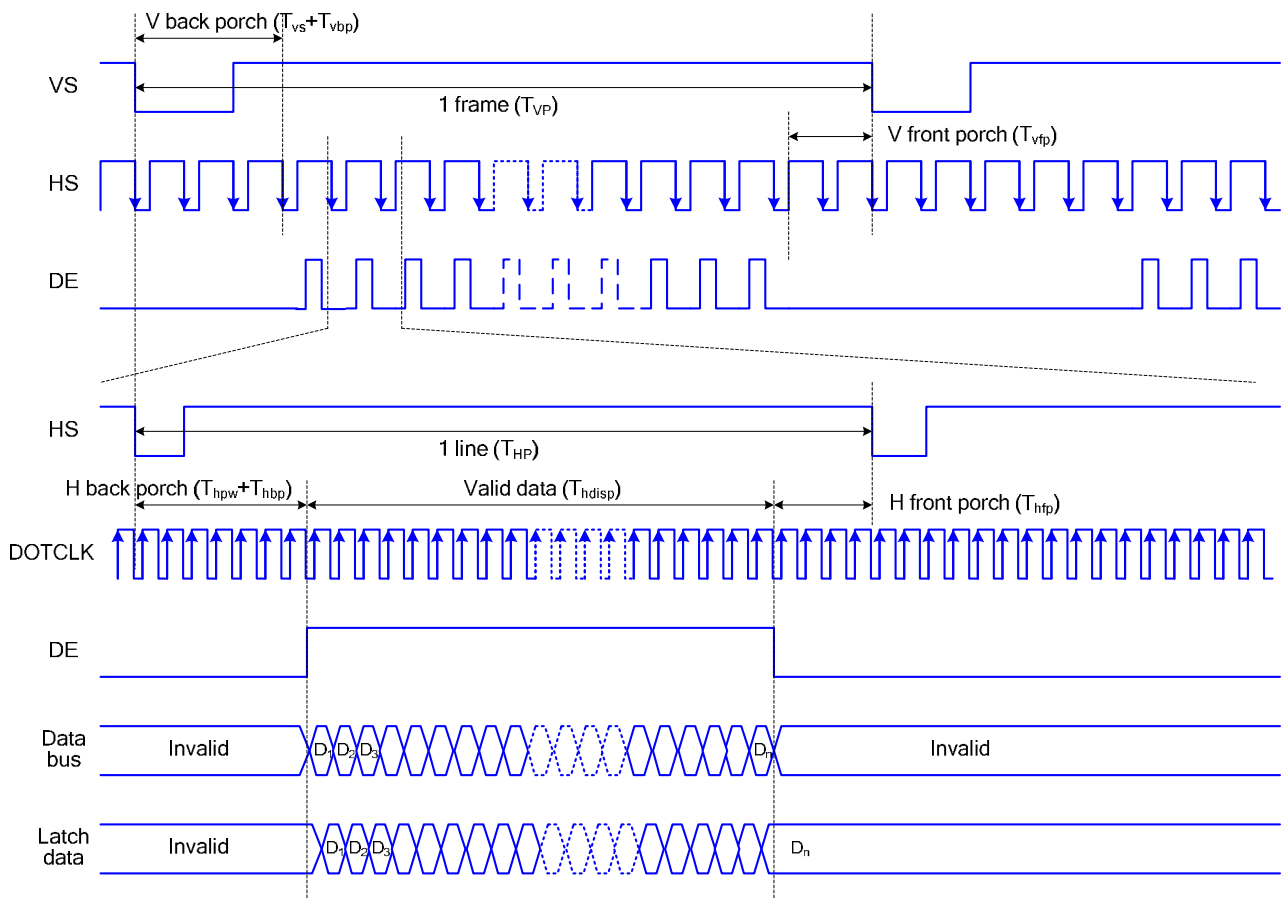 V back porch (Tvs+Tvbp)
VS
1 frame (TVP)
V front porch (Tvfp)
HS
DE
HS
1 line (THP)
H back porch (Thpw+Thbp)
Valid data (Thdisp)
H front porch (Thfp)
DOTCLK
DE
Data
bus
Invalid
D1 D2 D3
Dn
Invalid
Latch
data
Invalid
D1 D2 D3
Dn